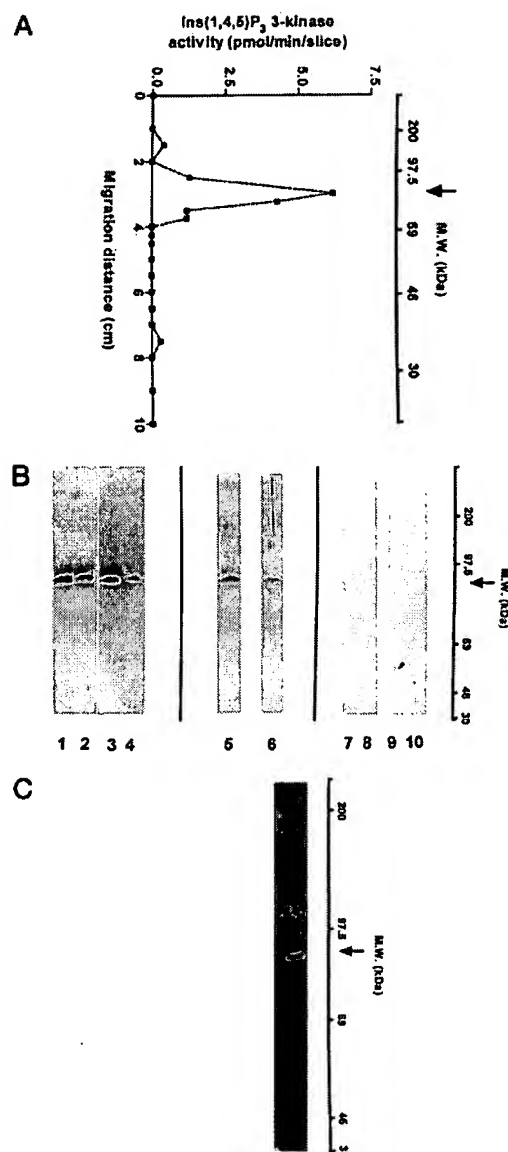 A
Ins(1,4,5)P3 3-kinase
activity (pmol/min/slice)
0.0 2.5 5.0 7.5
0 2 4 6 8 10
Migration distance (cm)
200 97.5 69 46 30
M.W. (kDa)
B
200 97.5 69 46 30
M.W. (kDa)
1 2 3 4 5 6 7 8 9 10
C
200 97.5 69 46 3
M.W. (kDa)